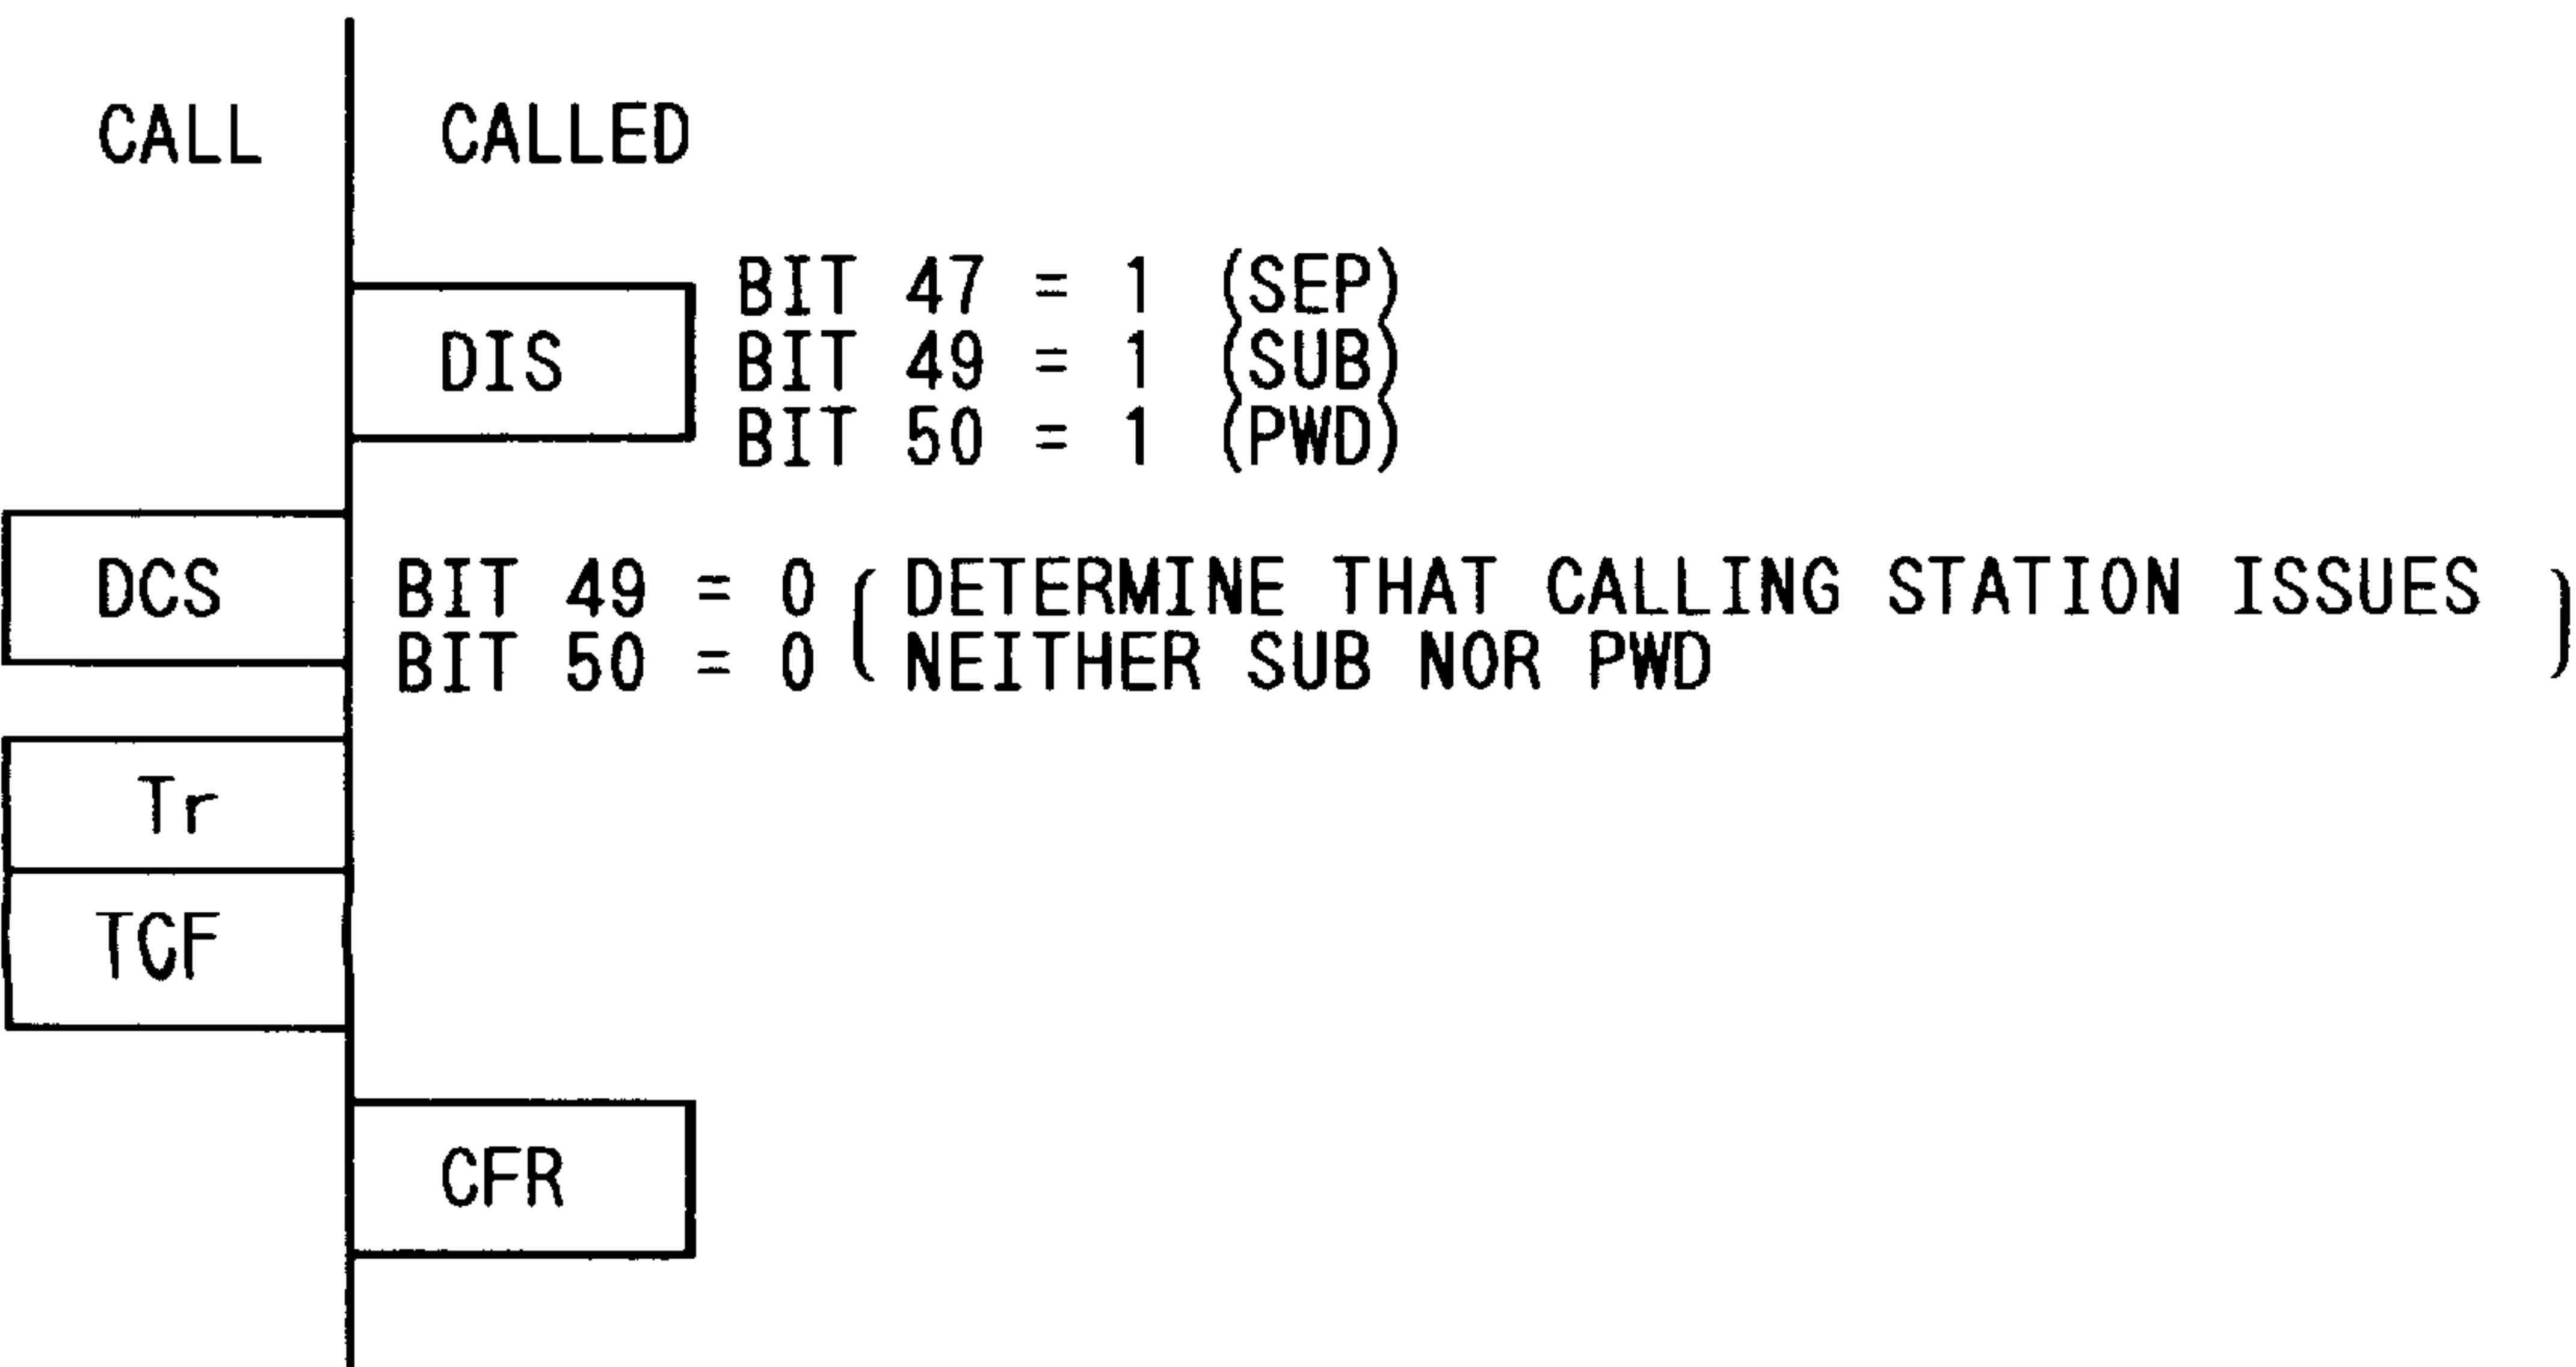 CALL CALLED
BIT 47 = 1 (SEP)
DIS BIT 49 = 1 (SUB)
BIT 50 = 1 (PWD)
DCS BIT 49 = 0 ( DETERMINE THAT CALLING STATION ISSUES )
BIT 50 = 0 NEITHER SUB NOR PWD
Tr
TCF
CFR